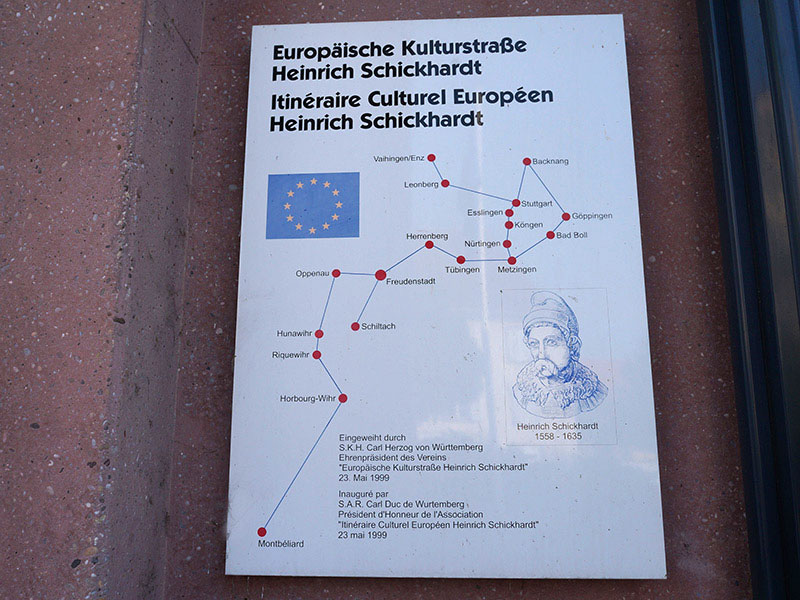 Europäische Kulturstraße
Heinrich Schickhardt
Itinéraire Culturel Européen
Heinrich Schickhardt
Vaihingen/Enz
Backnang
Leonberg
Stuttgart
Esslingen
Göppingen
Köngen
Herrenberg
Bad Boll
Nürtingen
Tübingen
Metzingen
Oppenau
Freudenstadt
Hunawihr
Schiltach
Riquewihr
Horbourg-Wihr
Montbéliard
Heinrich Schickhardt
1558 - 1635
Eingeweiht durch
S.K.H. Carl Herzog von Württemberg
Ehrenpräsident des Vereins
"Europäische Kulturstraße Heinrich Schickhardt"
23. Mai 1999
Inauguré par
S.A.R. Carl Duc de Wurtemberg
Président d'Honneur de l'Association
"Itinéraire Culturel Européen Heinrich Schickhardt"
23 mai 1999